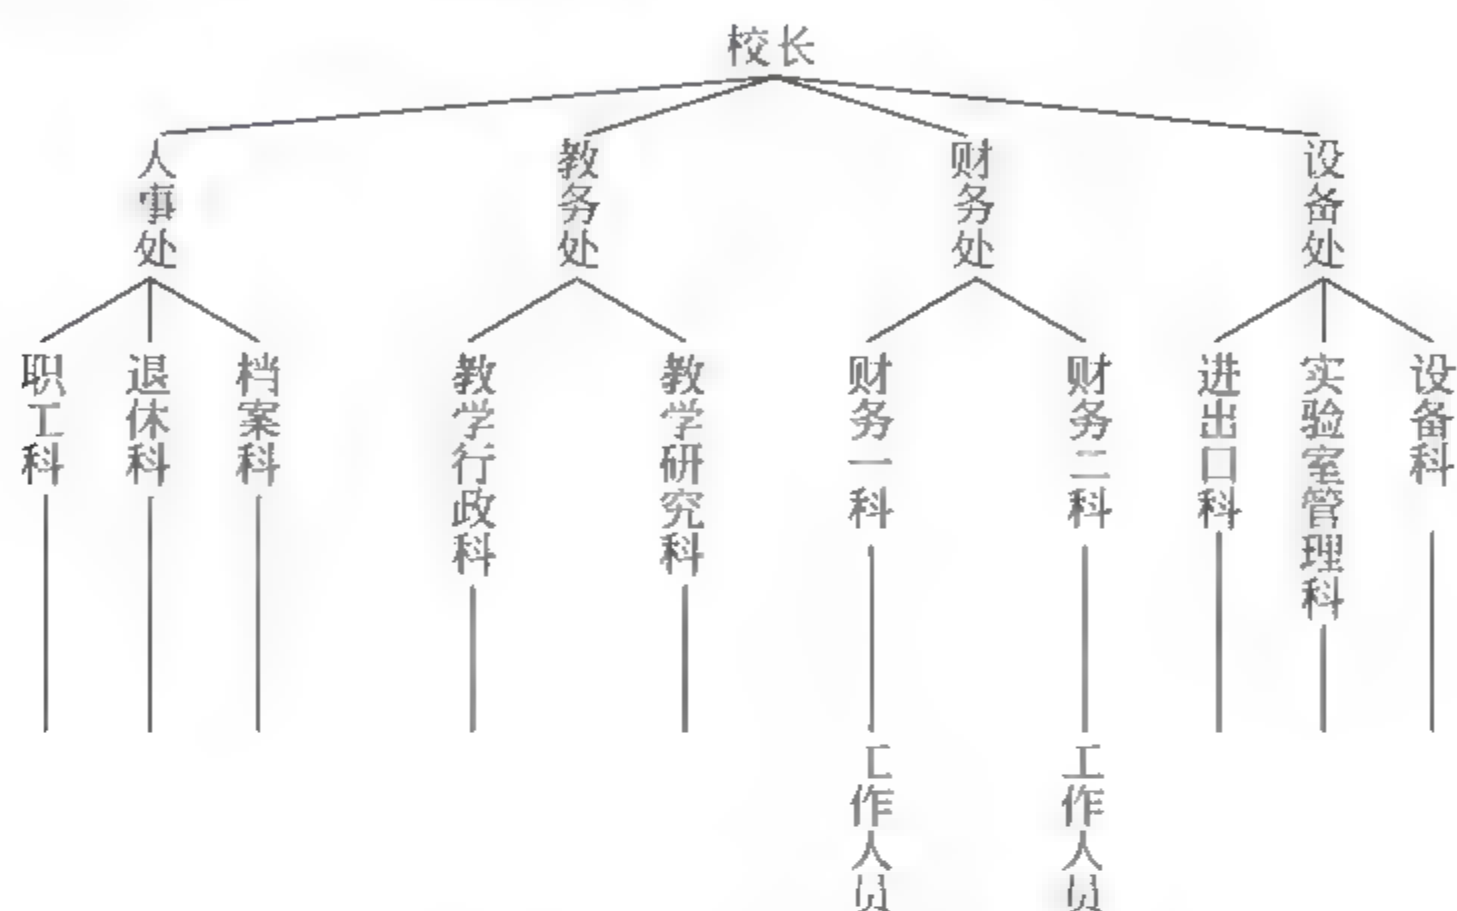 校长
人事处
教务处
财务处
设备处
职工科
退休科
档案科
教学行政科
教学研究科
财务一科
财务二科
进出口科
实验室管理科
设备科
工作人员
工作人员